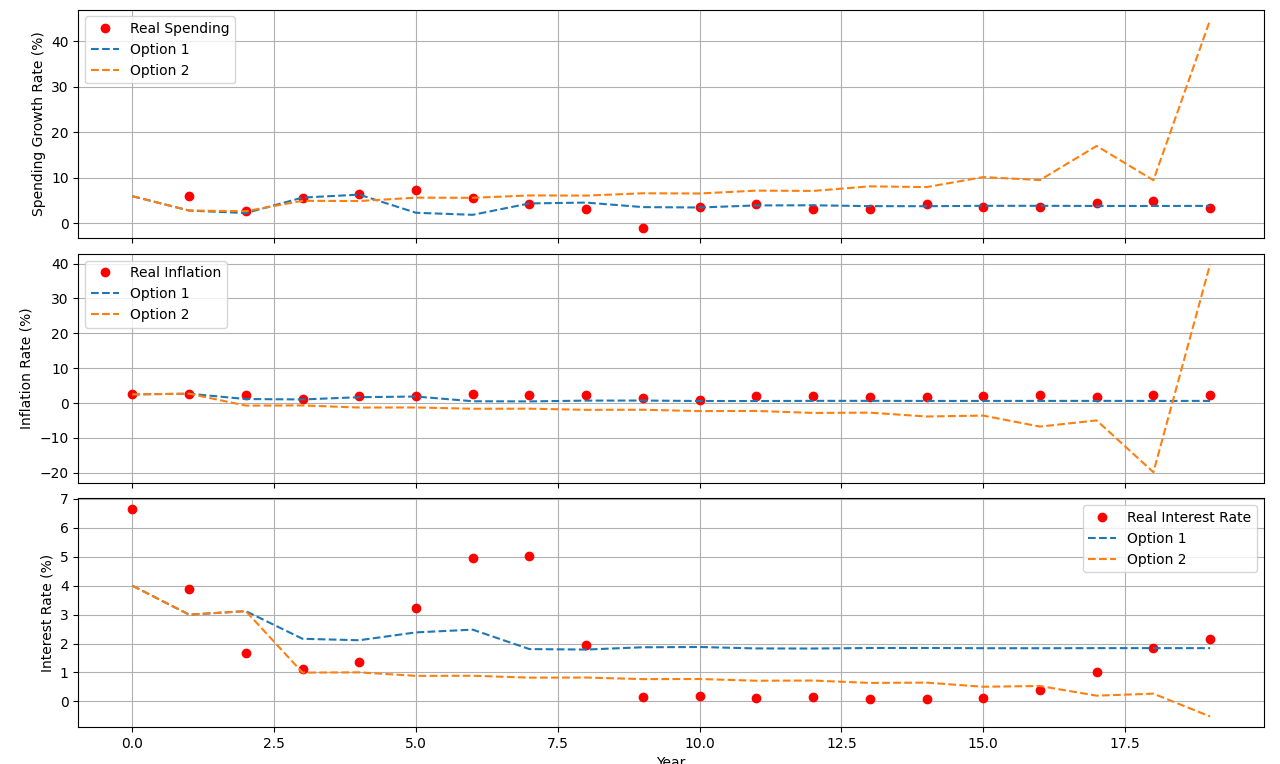 Spending Growth Rate (%)
40
30
20
10
0
Real Spending
Option 1
Option 2
Inflation Rate (%)
40
30
20
10
0
−10
−20
Real Inflation
Option 1
Option 2
Interest Rate (%)
7
6
5
4
3
2
1
0
Real Interest Rate
Option 1
Option 2
0.0 2.5 5.0 7.5 10.0 12.5 15.0 17.5
Year